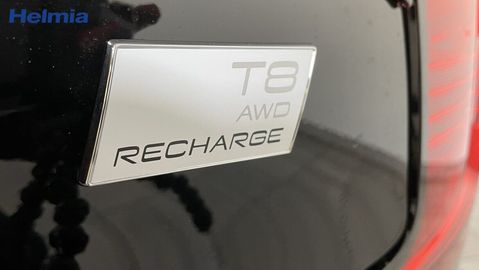 Helmia
T8
AWD
RECHARGE